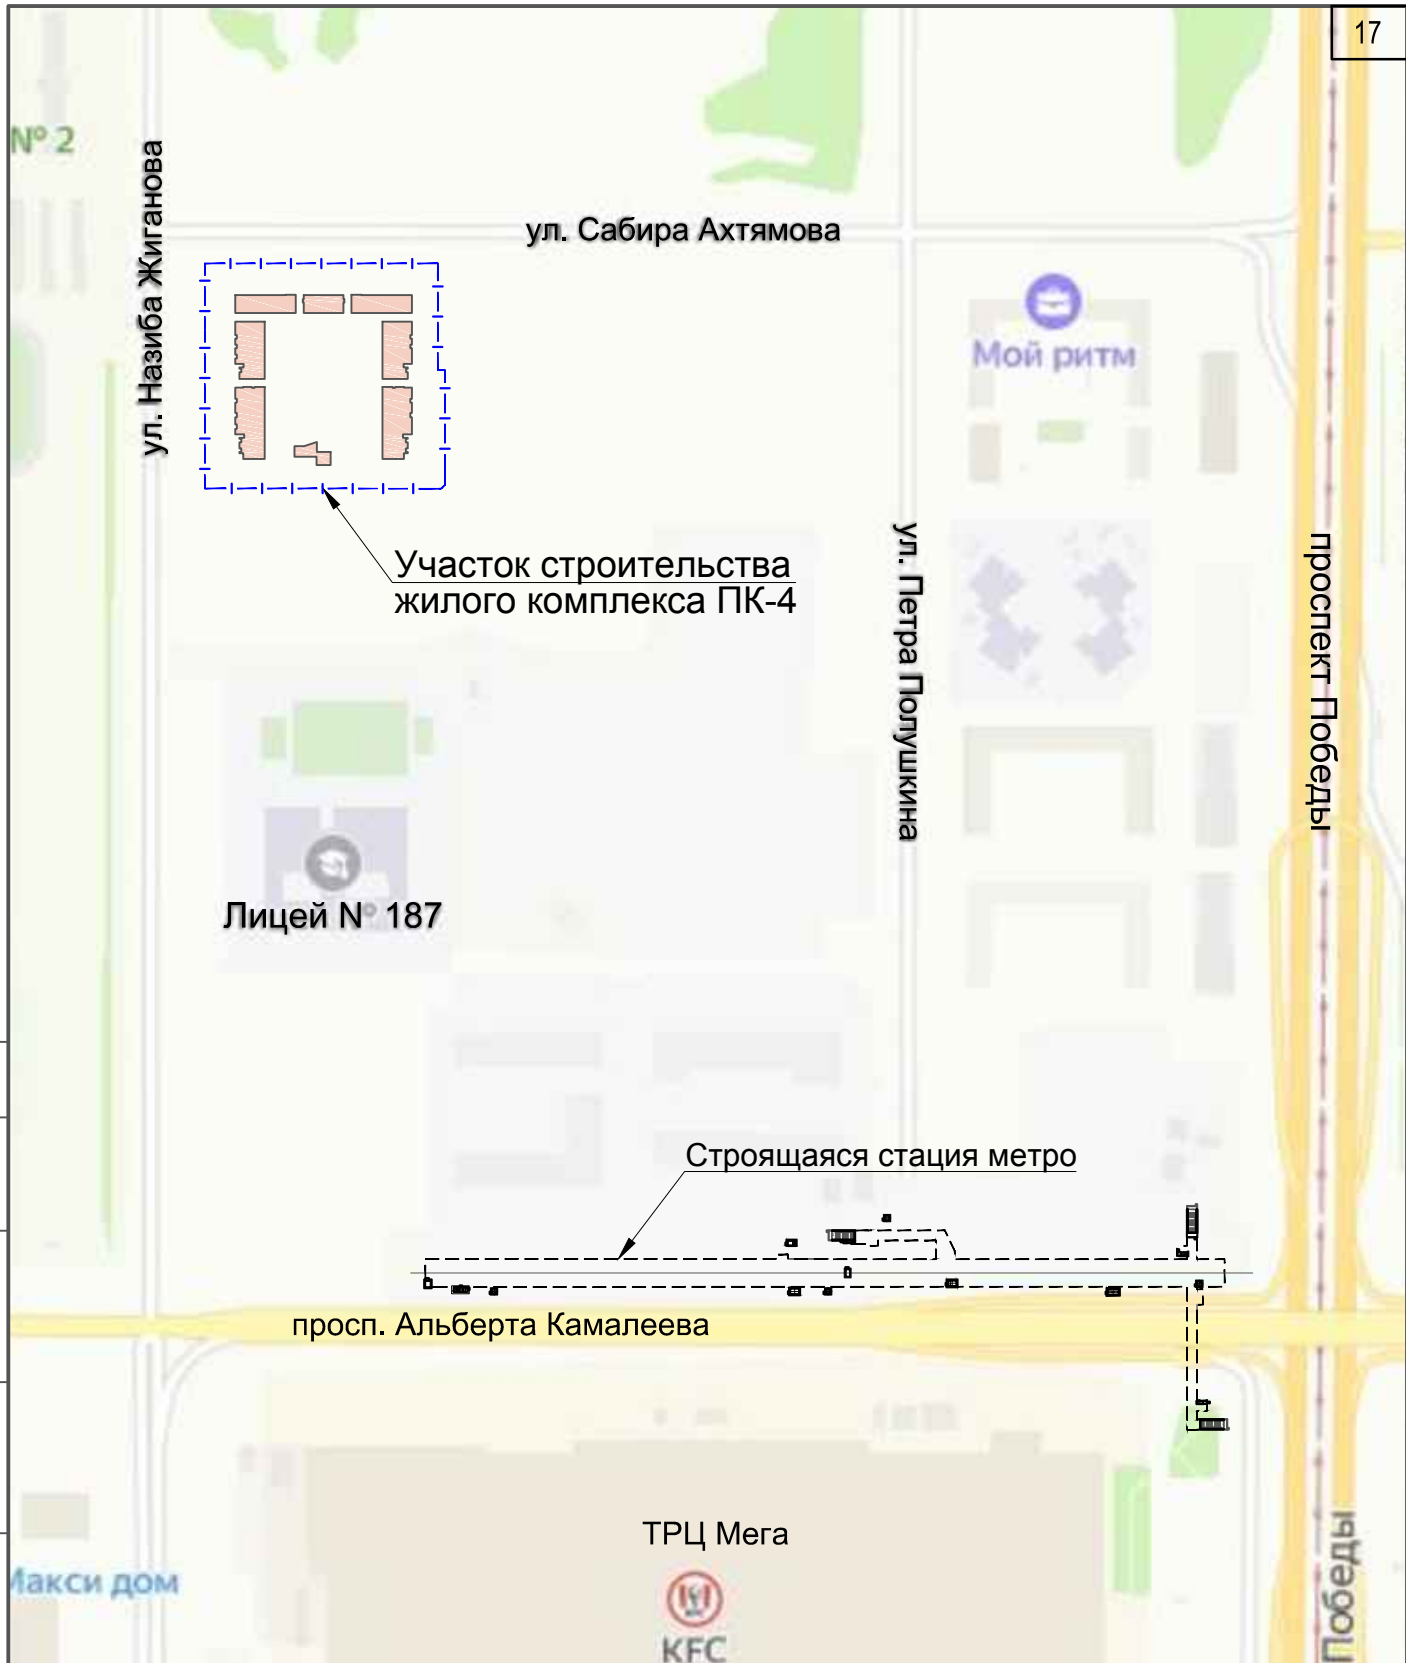 17
№ 2
ул. Назиба Жиганова
ул. Сабира Ахтямова
Мой ритм
Участок строительства
жилого комплекса ПК-4
ул. Петра Полушкина
проспект Победы
Лицей № 187
Строящаяся стация метро
просп. Альберта Камалеева
ТРЦ Мега
Макси дом
KFC
Победы